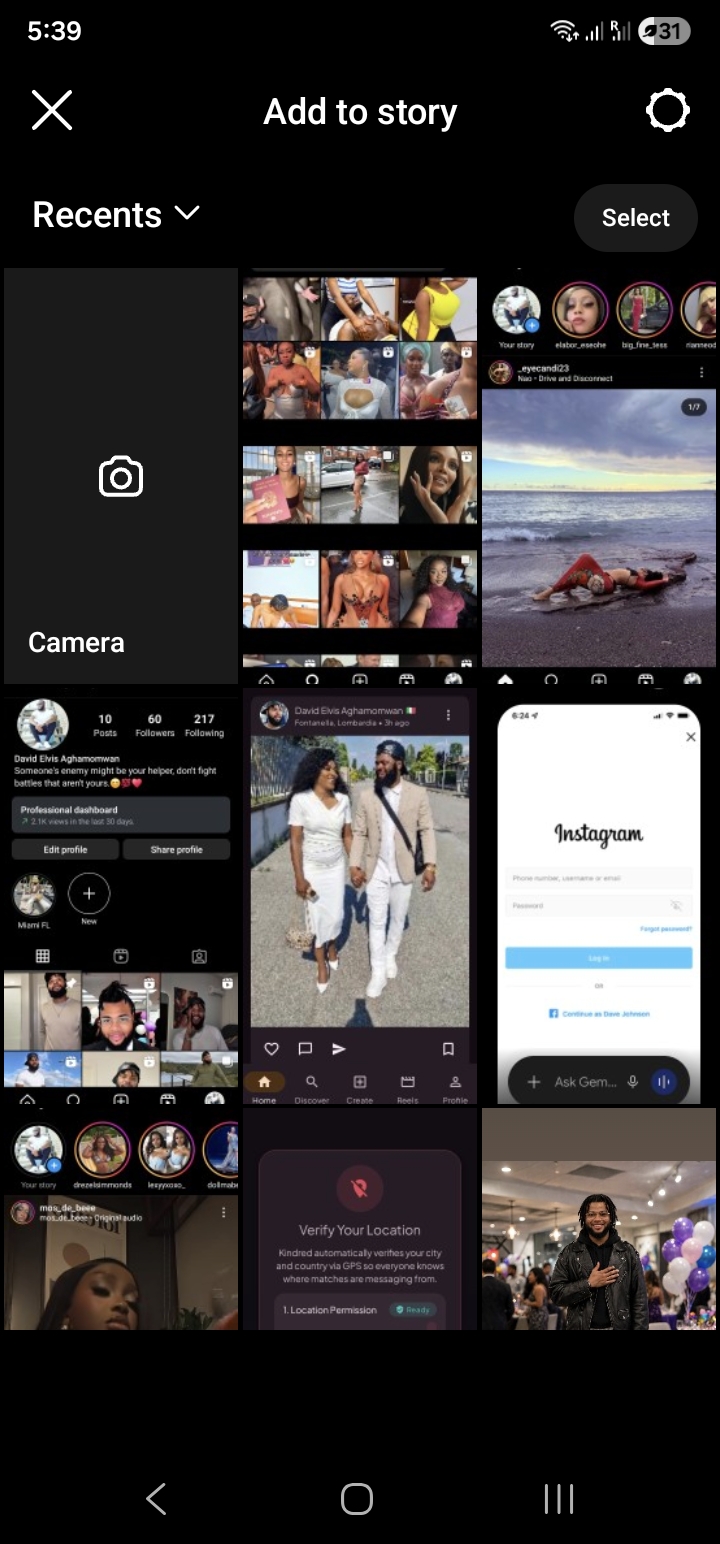 5:39
R
31
Add to story
Recents
Select
Camera
Your story
elabor_eseohe
big_fine_tess
_eyecandi23
Nao • Drive and Disconnect
1/7
10
60
217
Posts
Followers
Following
David Elvis Aghamomwan
Someone's enemy might be your helper, don't fight
battles that aren't yours.😁💯❤️
Professional dashboard
2.1K views in the last 30 days.
Edit profile
Share profile
Miami FL
New
David Elvis Aghamomwan 🇮🇹
Fontanella, Lombardia • 3h ago
Home
Discover
Create
Reels
Profile
6:24
Instagram
Phone number, username or email
Password
Forgot password?
Log in
OR
Continue as Dave Johnson
Ask Gem...
Your story
drezelsimmonds
lexyyxoxo_
dollmabe
mos_de_beee
mos_de_beee • Original audio
Verify Your Location
Kindred automatically verifies your city
and country via GPS so everyone knows
where matches are messaging from.
1. Location Permission
Ready